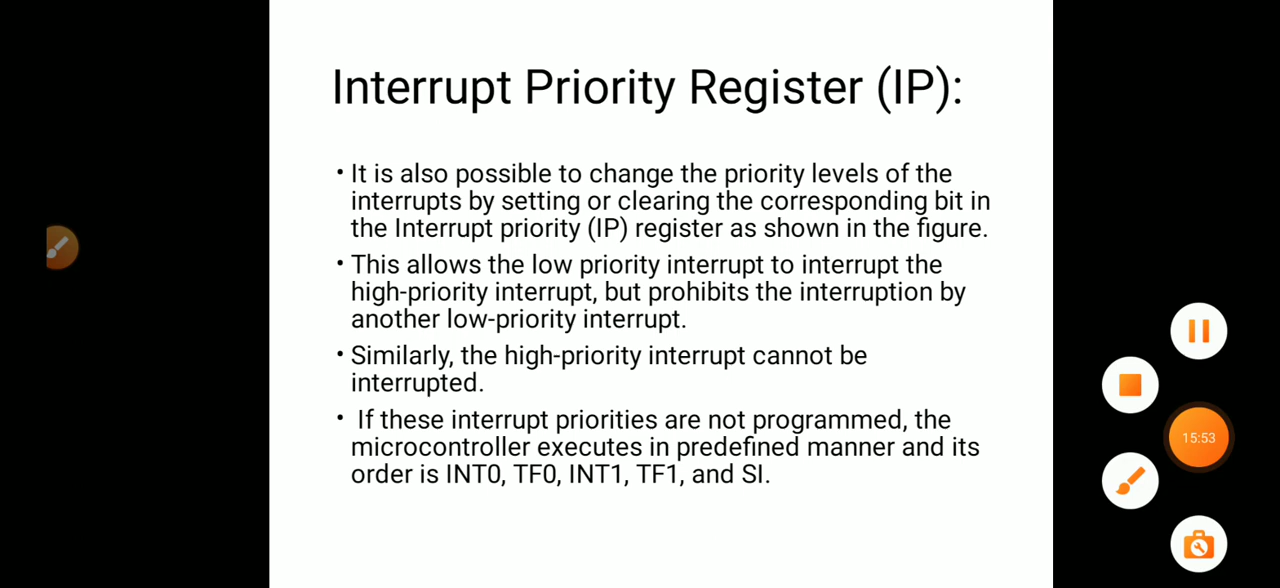 Interrupt Priority Register (IP):
• It is also possible to change the priority levels of the
interrupts by setting or clearing the corresponding bit in
the Interrupt priority (IP) register as shown in the figure.
• This allows the low priority interrupt to interrupt the
high-priority interrupt, but prohibits the interruption by
another low-priority interrupt.
• Similarly, the high-priority interrupt cannot be
interrupted.
• If these interrupt priorities are not programmed, the
microcontroller executes in predefined manner and its
order is INT0, TF0, INT1, TF1, and SI.
15:53